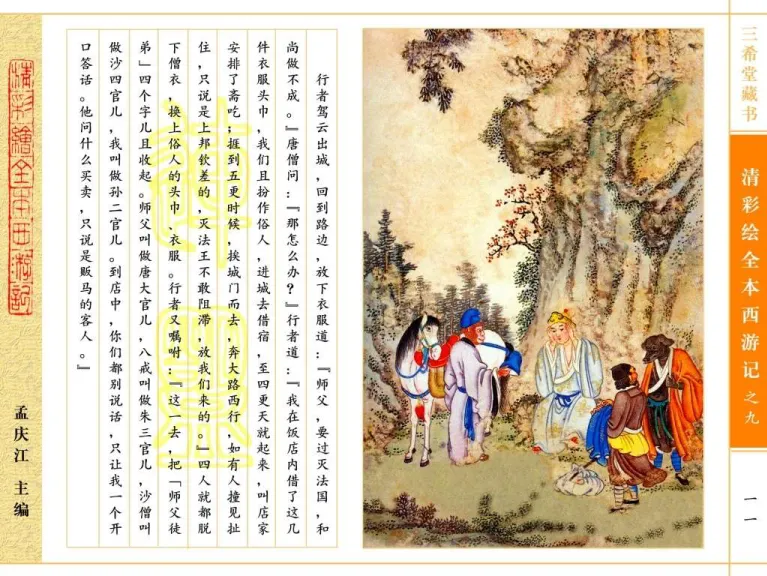 三希堂藏书
清彩绘全本西游记之九
一一
行者驾云出城，回到路边，放下衣服道：『师父，要过灭法国，和
尚做不成。』唐僧问：『那怎么办？』行者道：『我在饭店内借了这几
件衣服头巾，我们且扮作俗人，进城去借宿，至四更天就起来，叫店家
安排了斋吃；捱到五更时候，挨城门而去，奔大路西行，如有人撞见扯
住，只说是上邦钦差的，灭法王不敢阻滞，放我们来的。』四人就都脱
下僧衣，换上俗人的头巾、衣服。行者又嘱咐：『这一去，把「师父徒
弟」四个字儿且收起。师父叫做唐大官儿，八戒叫做朱三官儿，沙僧叫
做沙四官儿，我叫做孙二官儿。到店中，你们都别说话，只让我一个开
口答话。他问什么买卖，只说是贩马的客人。』
清彩繪全本西游記
孟庆江 主编